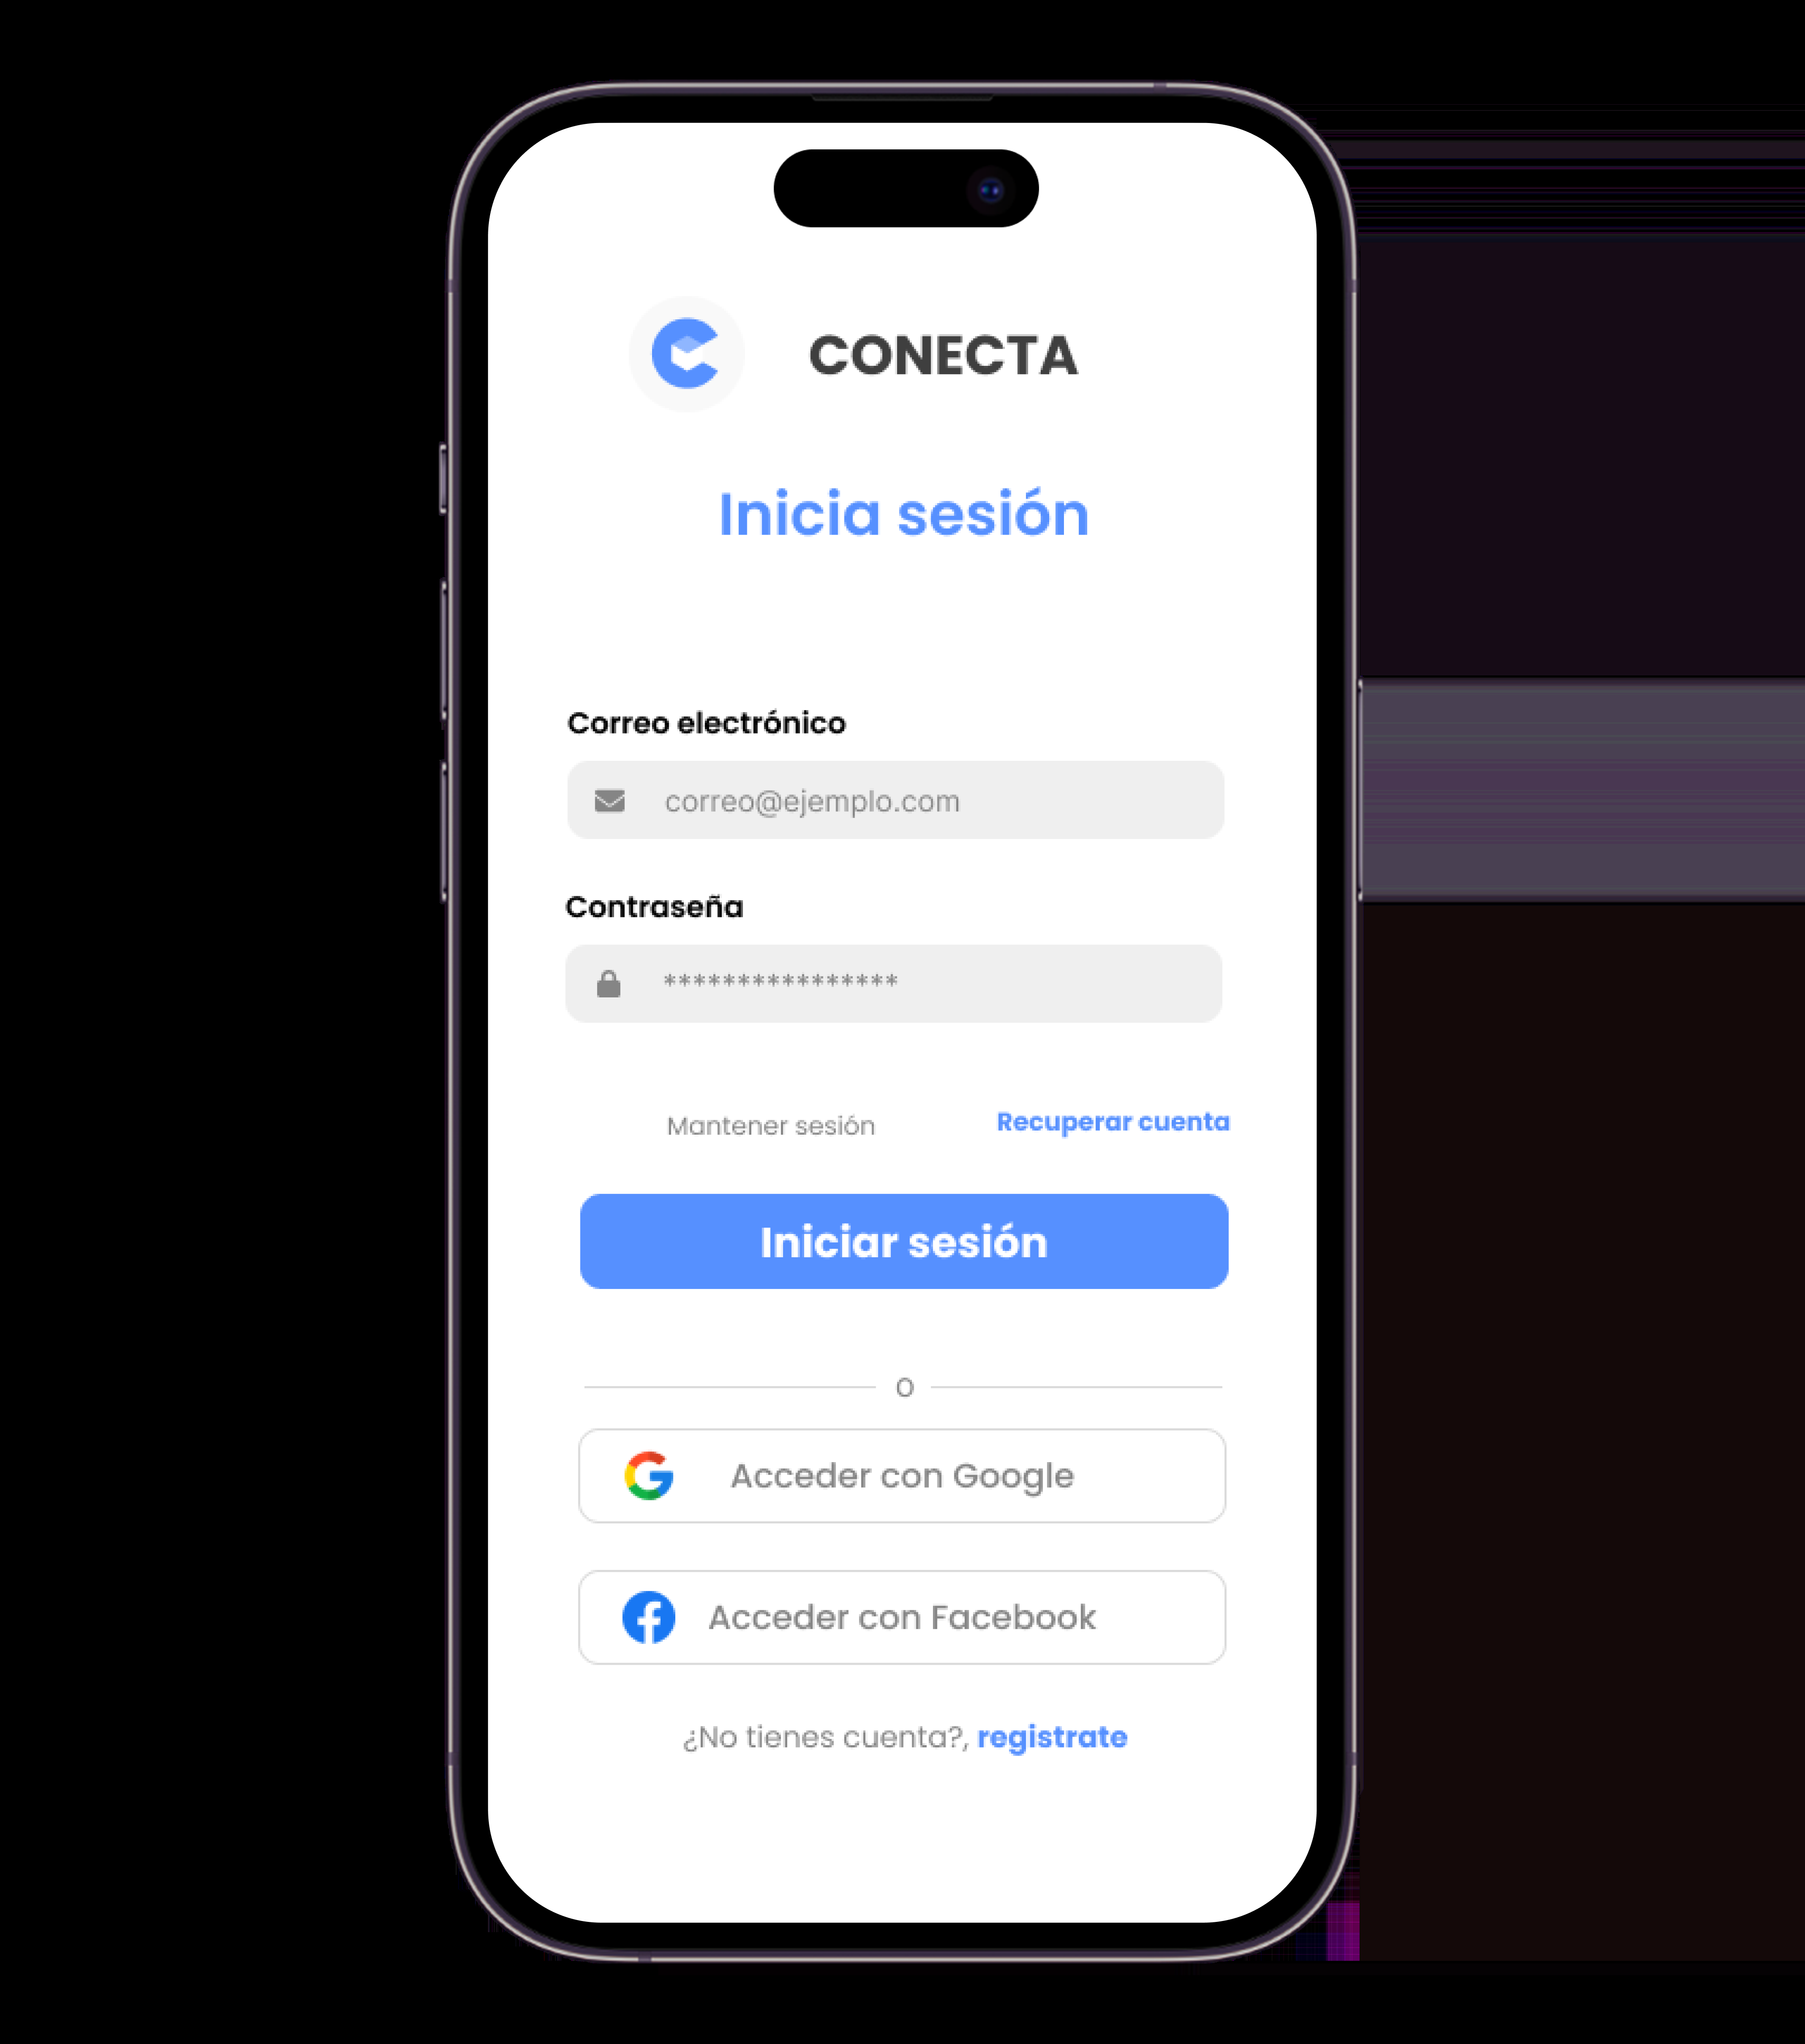 CONECTA
Inicia sesión
Correo electrónico
correo@ejemplo.com
Contraseña
****************
Mantener sesión
Recuperar cuenta
Iniciar sesión
O
Acceder con Google
Acceder con Facebook
¿No tienes cuenta?, registrate